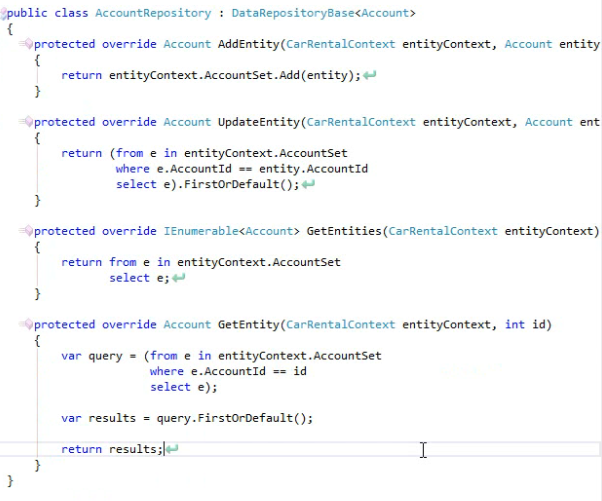 public class AccountRepository : DataRepositoryBase<Account>
{
    protected override Account AddEntity(CarRentalContext entityContext, Account entity
    {
        return entityContext.AccountSet.Add(entity);
    }
    protected override Account UpdateEntity(CarRentalContext entityContext, Account ent
    {
        return (from e in entityContext.AccountSet
                where e.AccountId == entity.AccountId
                select e).FirstOrDefault();
    }
    protected override IEnumerable<Account> GetEntities(CarRentalContext entityContext)
    {
        return from e in entityContext.AccountSet
               select e;
    }
    protected override Account GetEntity(CarRentalContext entityContext, int id)
    {
        var query = (from e in entityContext.AccountSet
                     where e.AccountId == id
                     select e);
        var results = query.FirstOrDefault();
        return results;
    }
}